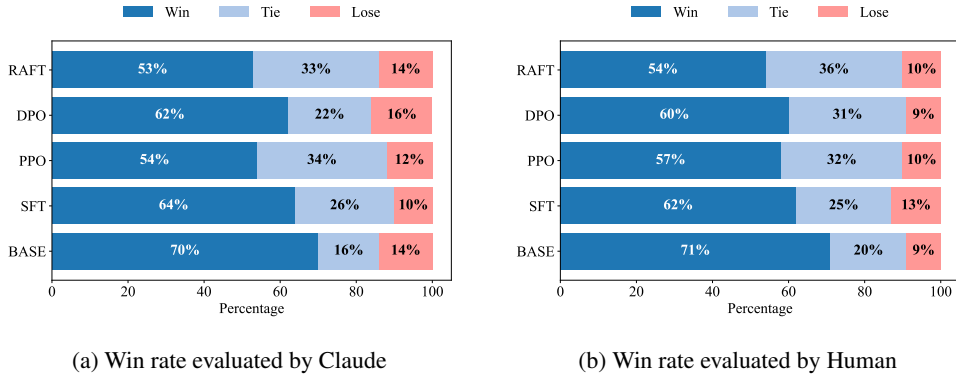 Win Tie Lose
RAFT 53% 33% 14%
DPO 62% 22% 16%
PPO 54% 34% 12%
SFT 64% 26% 10%
BASE 70% 16% 14%
0 20 40 60 80 100
Percentage
(a) Win rate evaluated by Claude
Win Tie Lose
RAFT 54% 36% 10%
DPO 60% 31% 9%
PPO 57% 32% 10%
SFT 62% 25% 13%
BASE 71% 20% 9%
0 20 40 60 80 100
Percentage
(b) Win rate evaluated by Human